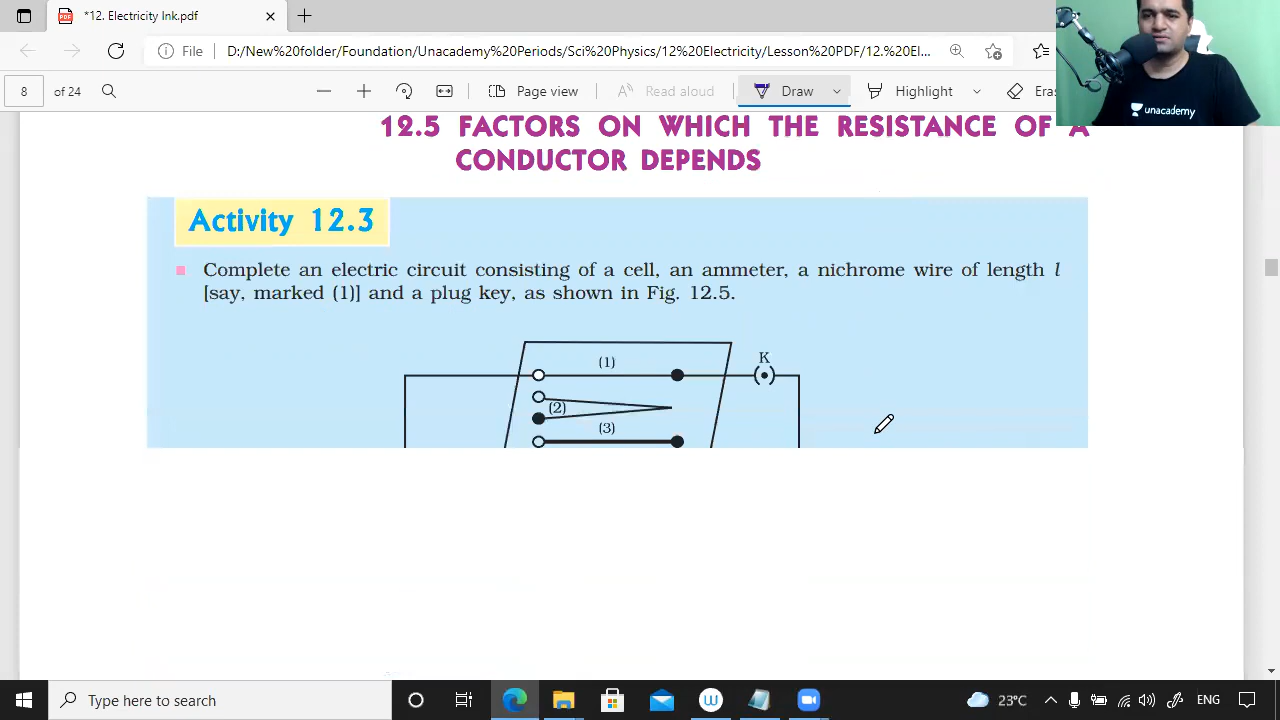 *12. Electricity Ink.pdf
File
D:/New%20folder/Foundation/Unacademy%20Periods/Sci%20Physics/12%20Electricity/Lesson%20PDF/12.%20El...
8 of 24
Page view
Read aloud
Draw
Highlight
Eras
unacademy
12.5 FACTORS ON WHICH THE RESISTANCE OF A
CONDUCTOR DEPENDS
Activity 12.3
Complete an electric circuit consisting of a cell, an ammeter, a nichrome wire of length l
[say, marked (1)] and a plug key, as shown in Fig. 12.5.
(1)
K
(2)
(3)
Type here to search
23°C
ENG